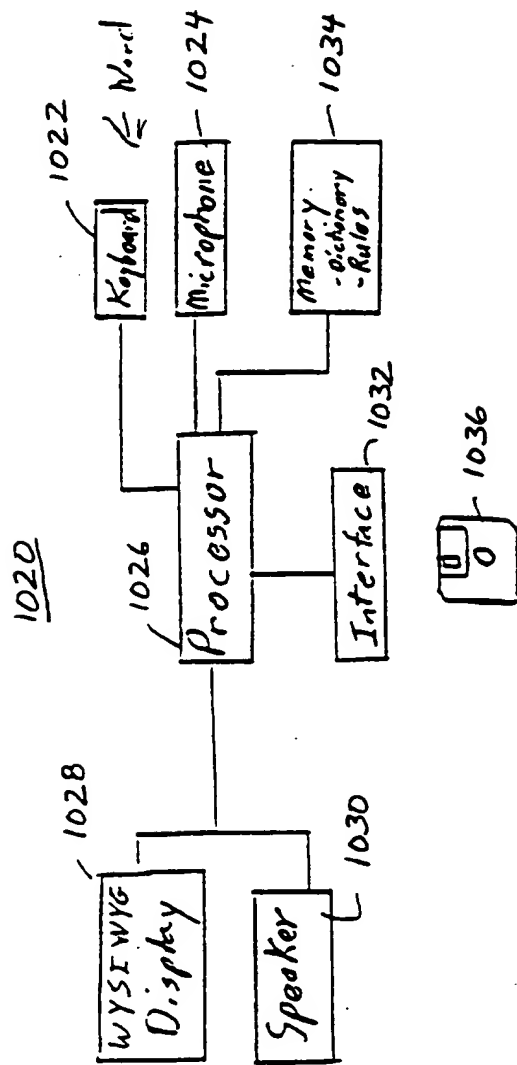 1020
1022
Keyboard
Word
Microphone
1024
Memory
- Dictionary
- Rules
1034
1026
Processor
Interface
1032
1036
1028
WYSIWYG
Display
Speaker
1030